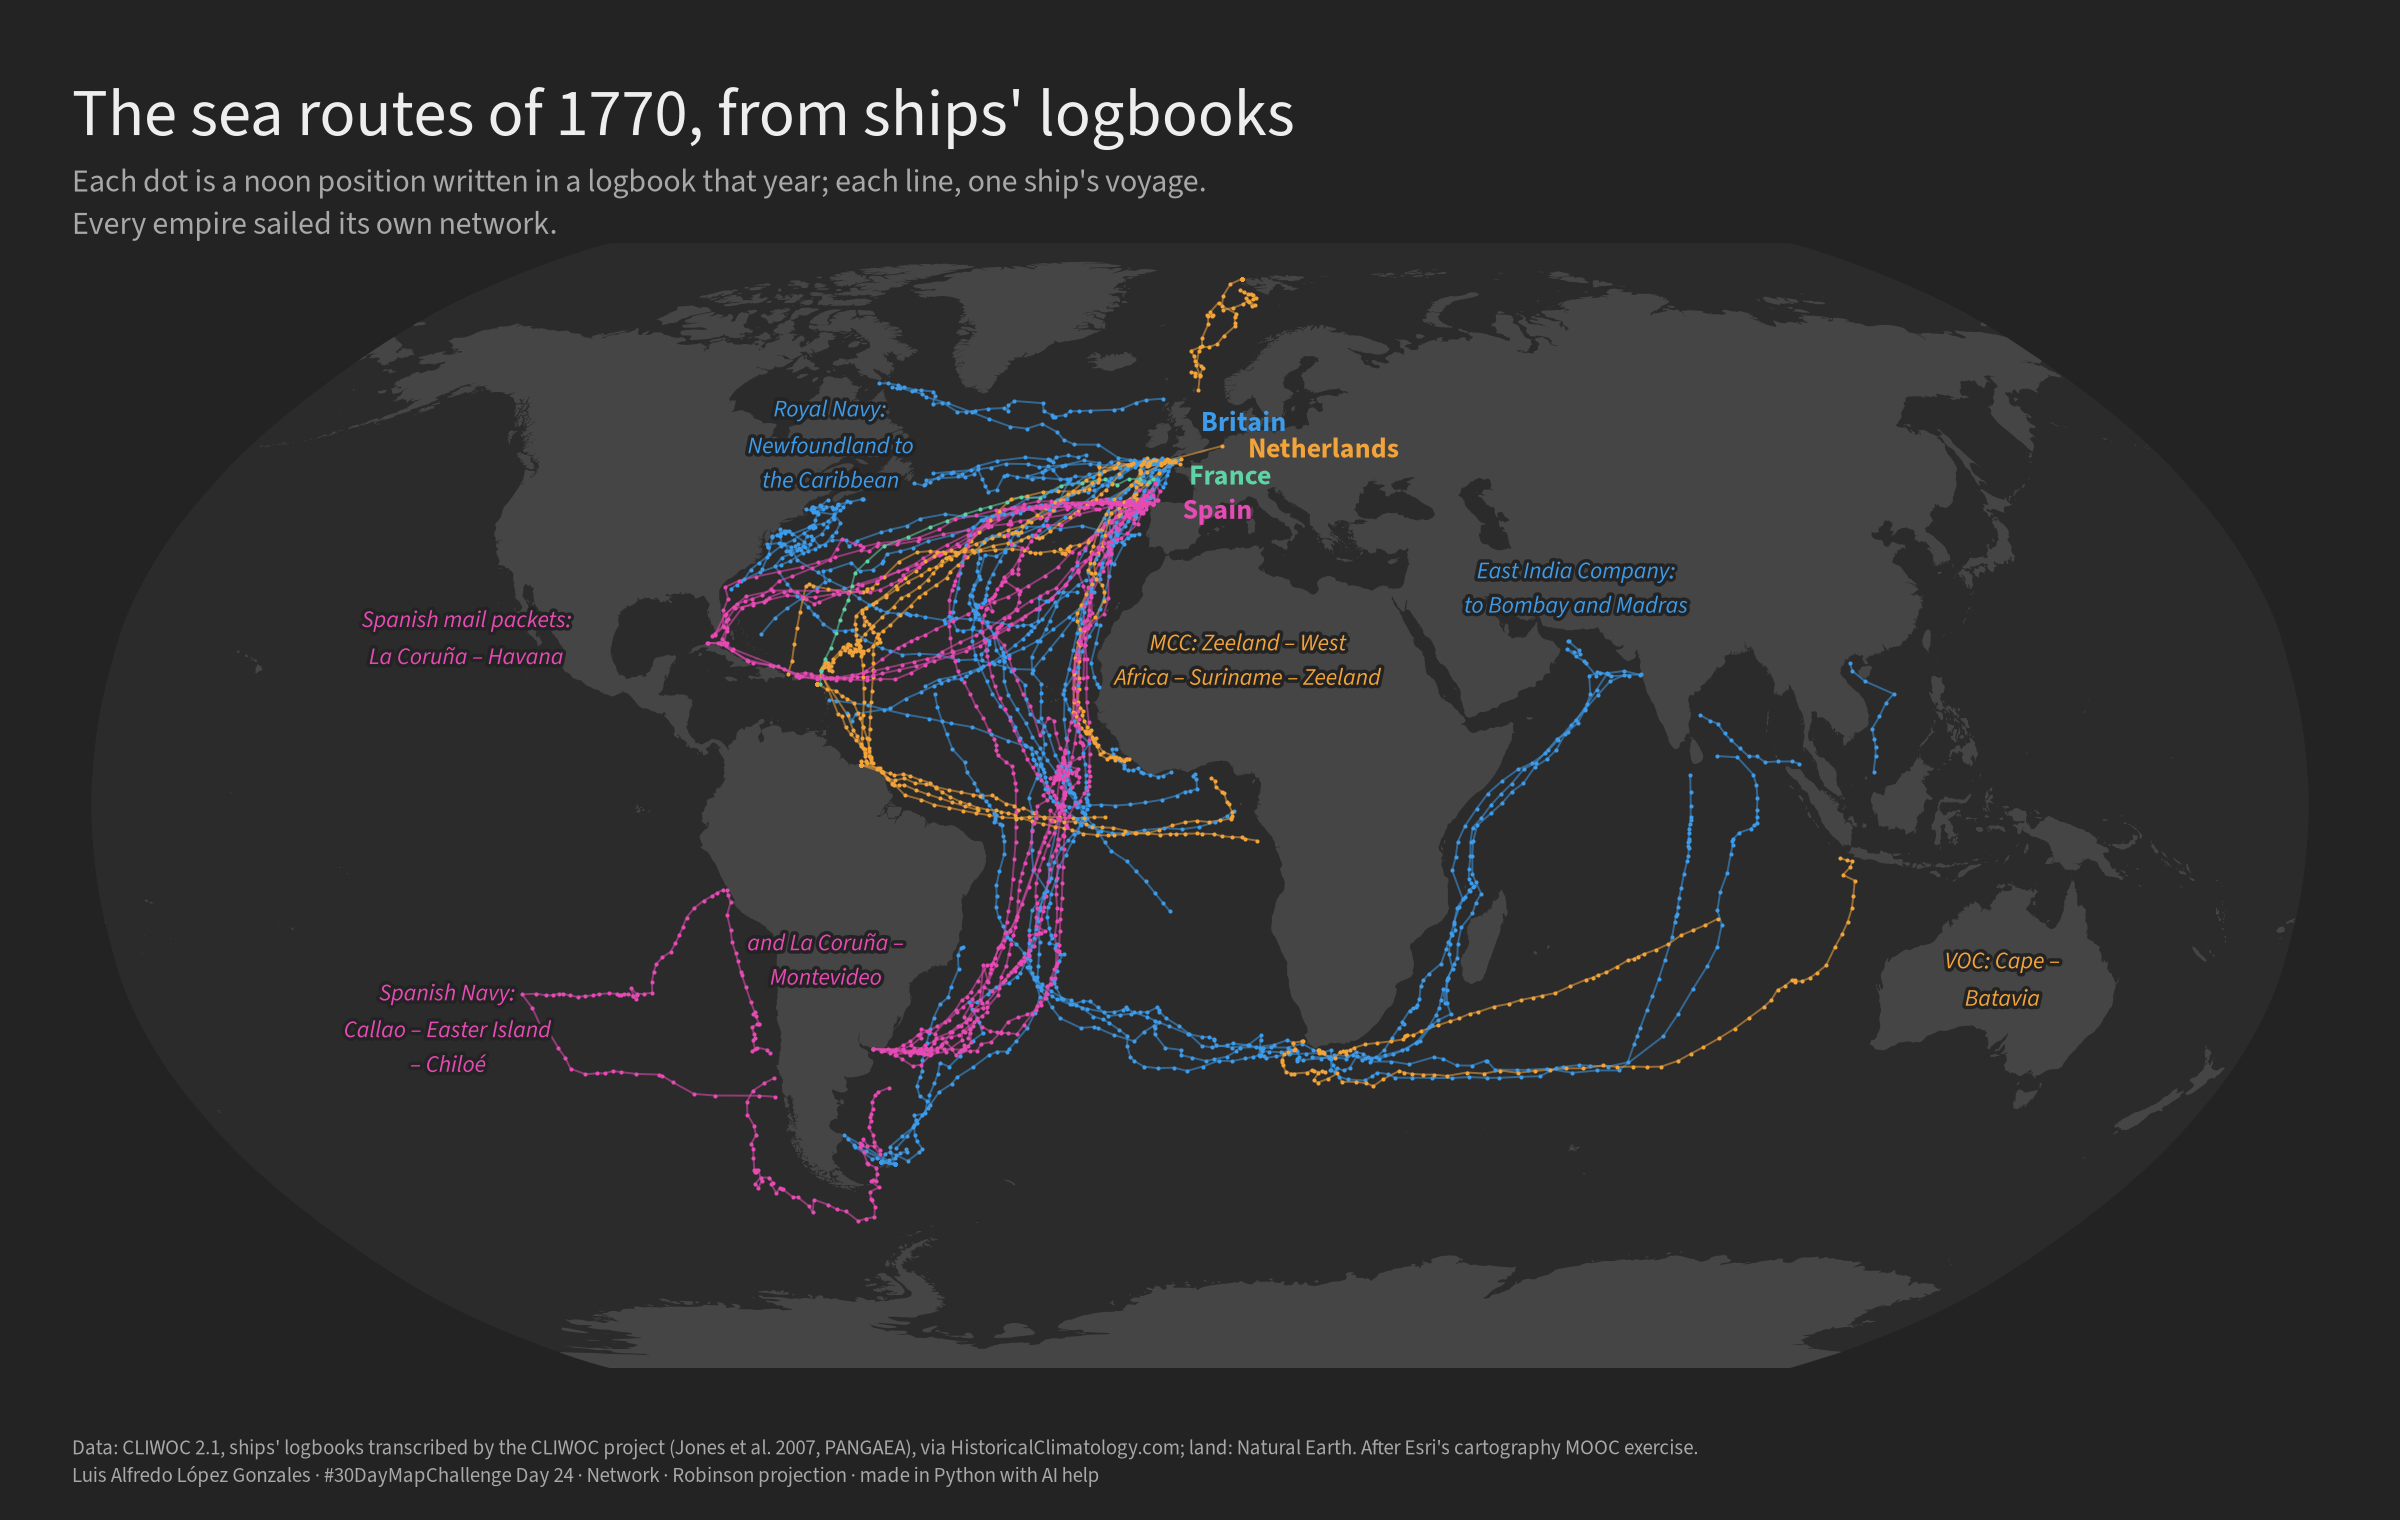 The sea routes of 1770, from ships' logbooks
Each dot is a noon position written in a logbook that year; each line, one ship's voyage.
Every empire sailed its own network.
Royal Navy:
Newfoundland to
the Caribbean
Britain
Netherlands
France
Spain
East India Company:
to Bombay and Madras
Spanish mail packets:
La Coruña – Havana
MCC: Zeeland – West
Africa – Suriname – Zeeland
and La Coruña –
Montevideo
VOC: Cape –
Batavia
Spanish Navy:
Callao – Easter Island
– Chiloé
Data: CLIWOC 2.1, ships' logbooks transcribed by the CLIWOC project (Jones et al. 2007, PANGAEA), via HistoricalClimatology.com; land: Natural Earth. After Esri's cartography MOOC exercise.
Luis Alfredo López Gonzales · #30DayMapChallenge Day 24 · Network · Robinson projection · made in Python with AI help